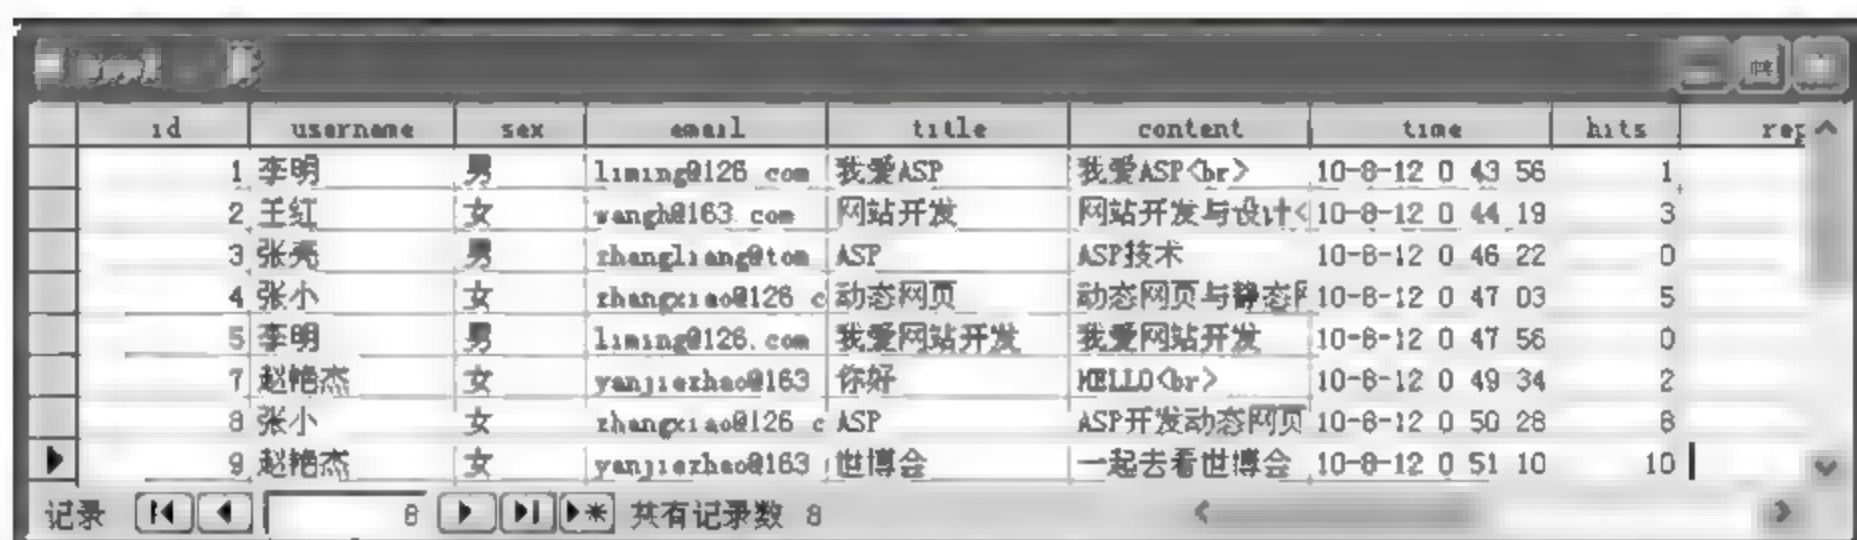 id username sex email title content time hits rep
1 李明 男 liming@126 com 我爱ASP 我爱ASP<br> 10-8-12 0 43 56 1
2 王红 女 wangh@163 com 网站开发 网站开发与设计< 10-8-12 0 44 19 3
3 张亮 男 zhangliang@tom ASP ASP技术 10-8-12 0 46 22 0
4 张小 女 zhangxiao@126 c 动态网页 动态网页与静态网 10-8-12 0 47 03 5
5 李明 男 liming@126.com 我爱网站开发 我爱网站开发 10-8-12 0 47 56 0
7 赵艳杰 女 yanjiezhao@163 你好 HELLO<br> 10-8-12 0 49 34 2
8 张小 女 zhangxiao@126 c ASP ASP开发动态网页 10-8-12 0 50 28 8
9 赵艳杰 女 yanjiezhao@163 世博会 一起去看世博会 10-8-12 0 51 10 10
记录 8 共有记录数 8